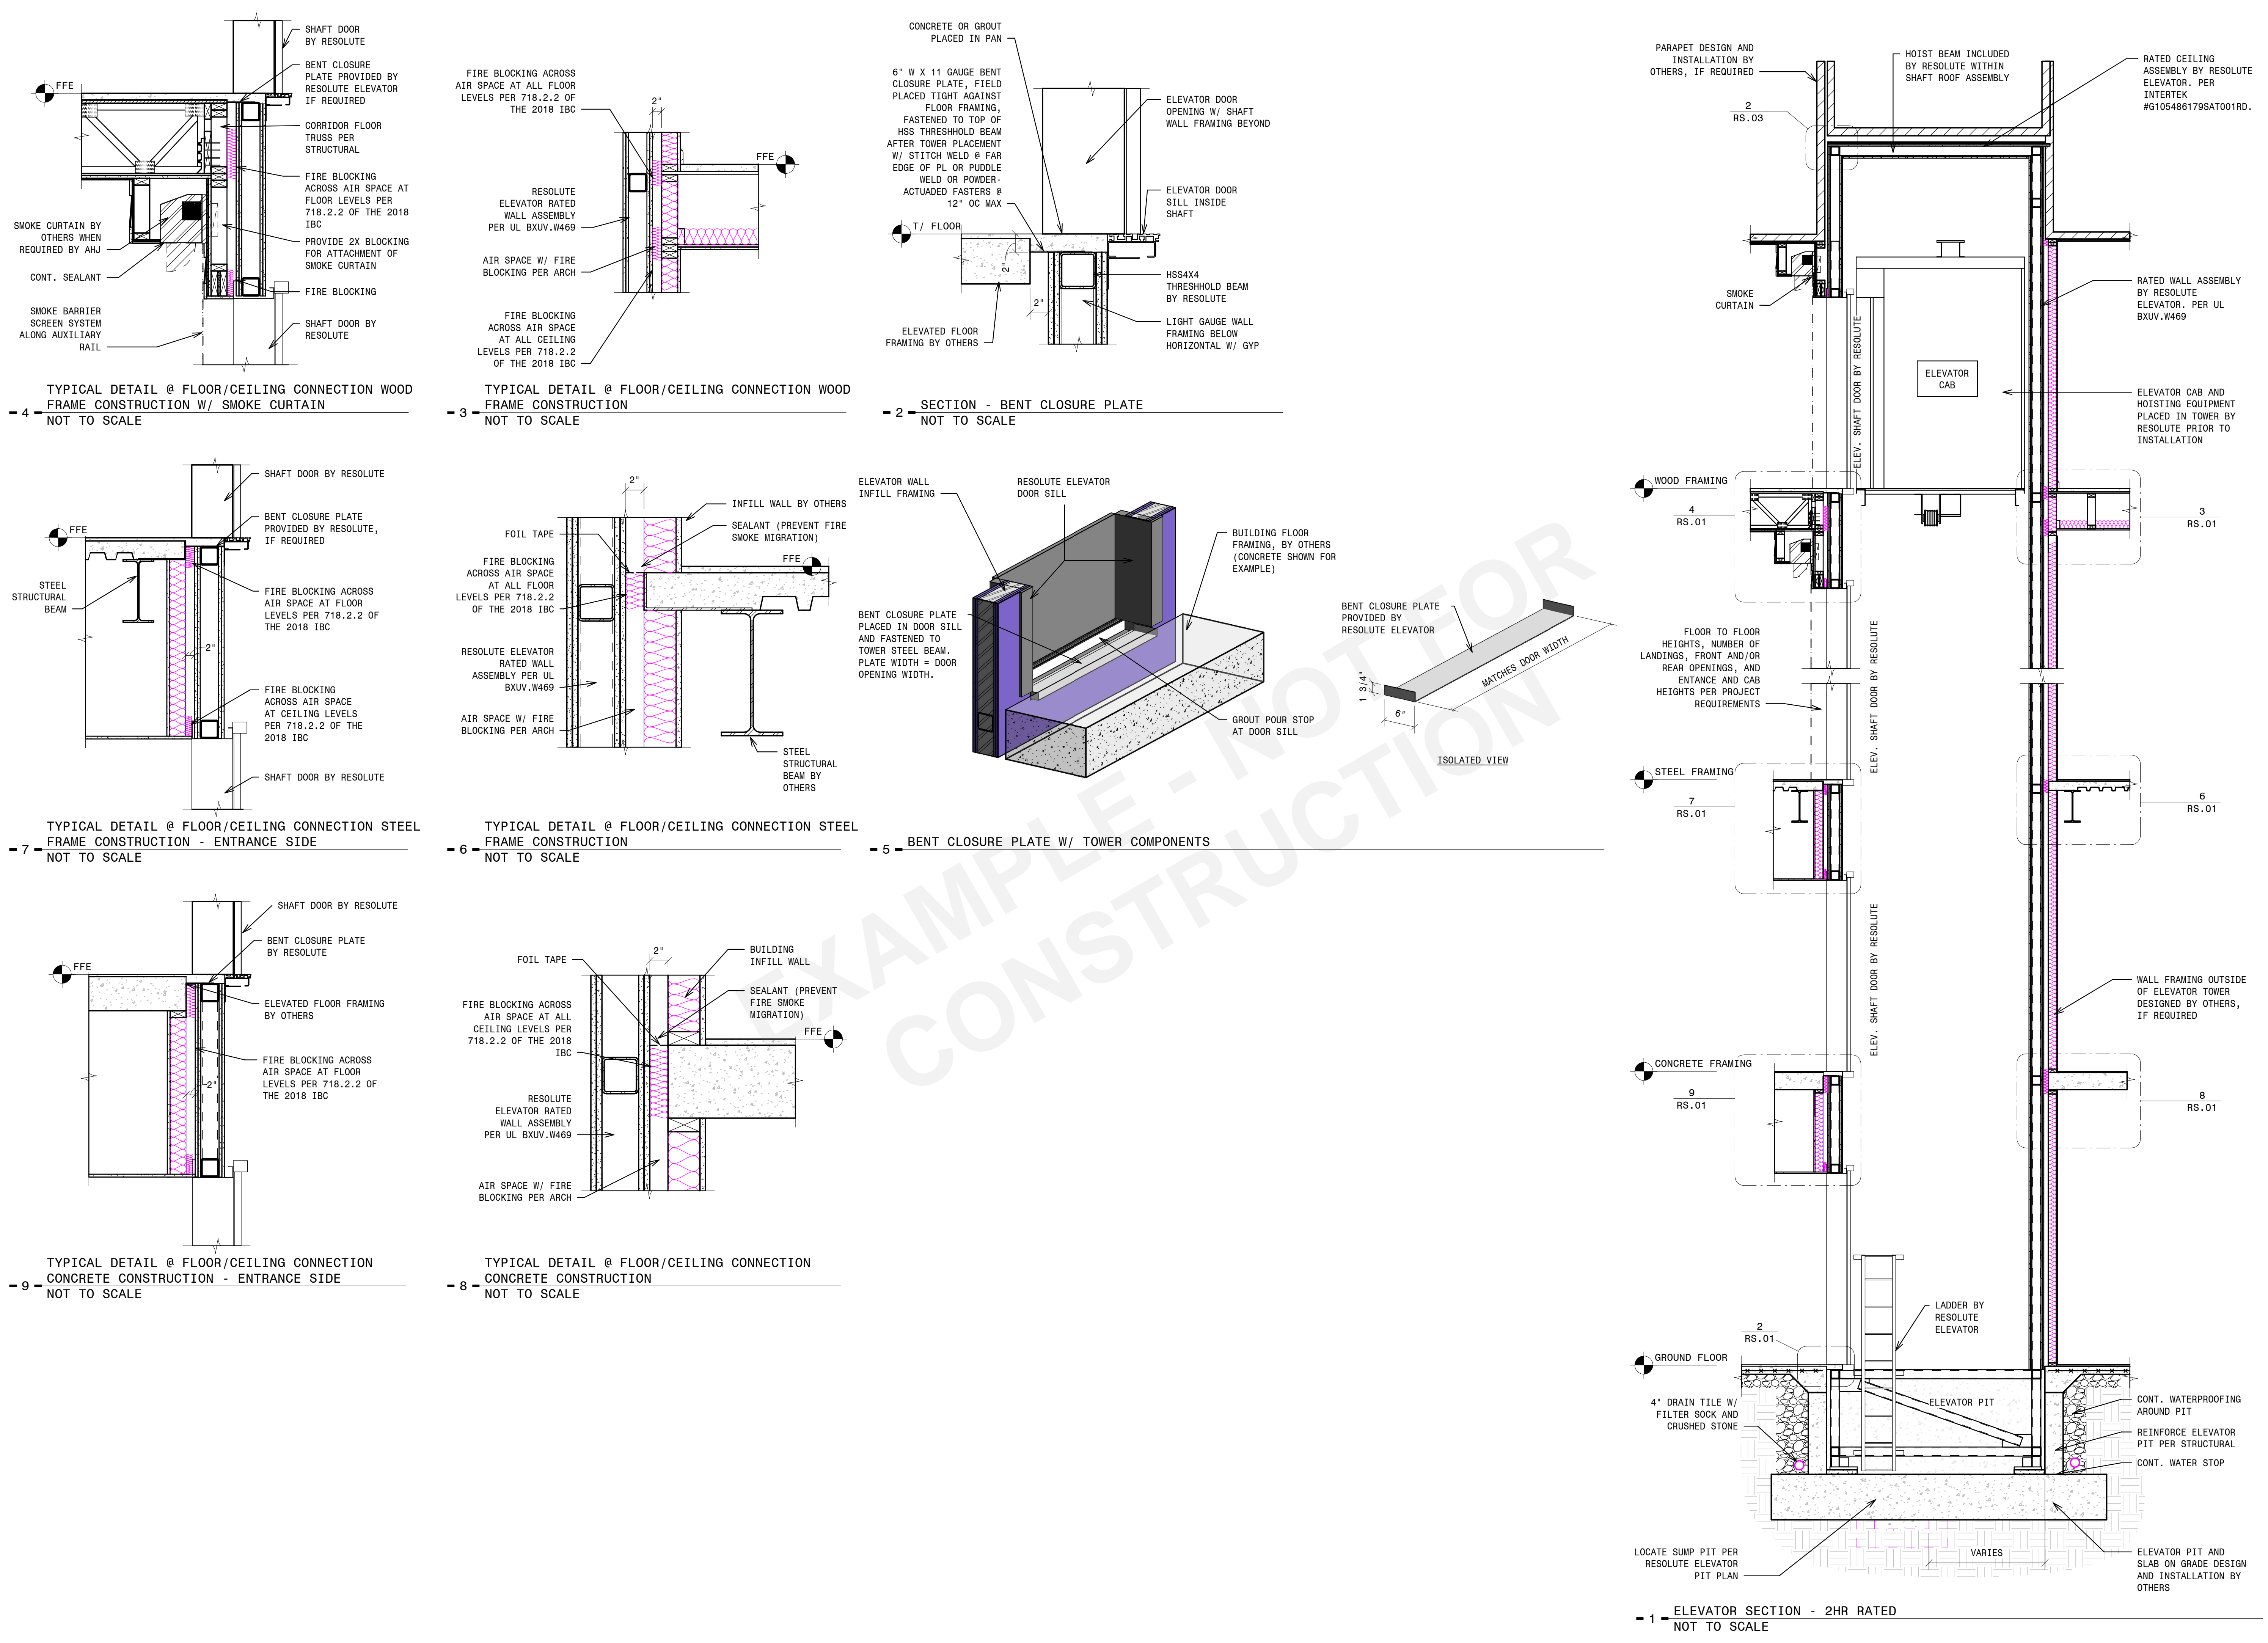 SHAFT DOOR
BY RESOLUTE
BENT CLOSURE
PLATE PROVIDED BY
RESOLUTE ELEVATOR
IF REQUIRED
FFE
CORRIDOR FLOOR
TRUSS PER
STRUCTURAL
FIRE BLOCKING
ACROSS AIR SPACE AT
FLOOR LEVELS PER
718.2.2 OF THE 2018
IBC
SMOKE CURTAIN BY
OTHERS WHEN
REQUIRED BY AHJ
PROVIDE 2X BLOCKING
FOR ATTACHMENT OF
SMOKE CURTAIN
CONT. SEALANT
FIRE BLOCKING
SMOKE BARRIER
SCREEN SYSTEM
ALONG AUXILIARY
RAIL
SHAFT DOOR BY
RESOLUTE
4
TYPICAL DETAIL @ FLOOR/CEILING CONNECTION WOOD
FRAME CONSTRUCTION W/ SMOKE CURTAIN
NOT TO SCALE
FIRE BLOCKING ACROSS
AIR SPACE AT ALL FLOOR
LEVELS PER 718.2.2 OF
THE 2018 IBC
2"
FFE
RESOLUTE
ELEVATOR RATED
WALL ASSEMBLY
PER UL BXUV.W469
AIR SPACE W/ FIRE
BLOCKING PER ARCH
FIRE BLOCKING
ACROSS AIR SPACE
AT ALL CEILING
LEVELS PER 718.2.2
OF THE 2018 IBC
3
TYPICAL DETAIL @ FLOOR/CEILING CONNECTION WOOD
FRAME CONSTRUCTION
NOT TO SCALE
CONCRETE OR GROUT
PLACED IN PAN
6" W X 11 GAUGE BENT
CLOSURE PLATE, FIELD
PLACED TIGHT AGAINST
FLOOR FRAMING,
FASTENED TO TOP OF
HSS THRESHHOLD BEAM
AFTER TOWER PLACEMENT
W/ STITCH WELD @ FAR
EDGE OF PL OR PUDDLE
WELD OR POWDER-
ACTUADED FASTERS @
12" OC MAX
ELEVATOR DOOR
OPENING W/ SHAFT
WALL FRAMING BEYOND
ELEVATOR DOOR
SILL INSIDE
SHAFT
T/ FLOOR
2"
2"
HSS4X4
THRESHHOLD BEAM
BY RESOLUTE
ELEVATED FLOOR
FRAMING BY OTHERS
LIGHT GAUGE WALL
FRAMING BELOW
HORIZONTAL W/ GYP
2
SECTION - BENT CLOSURE PLATE
NOT TO SCALE
SHAFT DOOR BY RESOLUTE
BENT CLOSURE PLATE
PROVIDED BY RESOLUTE,
IF REQUIRED
FFE
STEEL
STRUCTURAL
BEAM
FIRE BLOCKING ACROSS
AIR SPACE AT FLOOR
LEVELS PER 718.2.2 OF
THE 2018 IBC
2"
FIRE BLOCKING
ACROSS AIR SPACE
AT CEILING LEVELS
PER 718.2.2 OF THE
2018 IBC
SHAFT DOOR BY RESOLUTE
7
TYPICAL DETAIL @ FLOOR/CEILING CONNECTION STEEL
FRAME CONSTRUCTION - ENTRANCE SIDE
NOT TO SCALE
2"
INFILL WALL BY OTHERS
SEALANT (PREVENT FIRE
SMOKE MIGRATION)
FOIL TAPE
FFE
FIRE BLOCKING
ACROSS AIR SPACE
AT ALL FLOOR
LEVELS PER 718.2.2
OF THE 2018 IBC
RESOLUTE ELEVATOR
RATED WALL
ASSEMBLY PER UL
BXUV.W469
AIR SPACE W/ FIRE
BLOCKING PER ARCH
STEEL
STRUCTURAL
BEAM BY
OTHERS
6
TYPICAL DETAIL @ FLOOR/CEILING CONNECTION STEEL
FRAME CONSTRUCTION
NOT TO SCALE
ELEVATOR WALL
INFILL FRAMING
RESOLUTE ELEVATOR
DOOR SILL
BUILDING FLOOR
FRAMING, BY OTHERS
(CONCRETE SHOWN FOR
EXAMPLE)
BENT CLOSURE PLATE
PLACED IN DOOR SILL
AND FASTENED TO
TOWER STEEL BEAM.
PLATE WIDTH = DOOR
OPENING WIDTH.
GROUT POUR STOP
AT DOOR SILL
BENT CLOSURE PLATE
PROVIDED BY
RESOLUTE ELEVATOR
MATCHES DOOR WIDTH
1 3/4"
6"
ISOLATED VIEW
5
BENT CLOSURE PLATE W/ TOWER COMPONENTS
EXAMPLE - NOT FOR
CONSTRUCTION
SHAFT DOOR BY RESOLUTE
BENT CLOSURE PLATE
BY RESOLUTE
FFE
ELEVATED FLOOR FRAMING
BY OTHERS
FIRE BLOCKING ACROSS
AIR SPACE AT FLOOR
LEVELS PER 718.2.2 OF
THE 2018 IBC
2"
9
TYPICAL DETAIL @ FLOOR/CEILING CONNECTION
CONCRETE CONSTRUCTION - ENTRANCE SIDE
NOT TO SCALE
2"
BUILDING
INFILL WALL
FOIL TAPE
SEALANT (PREVENT
FIRE SMOKE
MIGRATION)
FFE
FIRE BLOCKING ACROSS
AIR SPACE AT ALL
CEILING LEVELS PER
718.2.2 OF THE 2018
IBC
RESOLUTE
ELEVATOR RATED
WALL ASSEMBLY
PER UL BXUV.W469
AIR SPACE W/ FIRE
BLOCKING PER ARCH
8
TYPICAL DETAIL @ FLOOR/CEILING CONNECTION
CONCRETE CONSTRUCTION
NOT TO SCALE
PARAPET DESIGN AND
INSTALLATION BY
OTHERS, IF REQUIRED
HOIST BEAM INCLUDED
BY RESOLUTE WITHIN
SHAFT ROOF ASSEMBLY
RATED CEILING
ASSEMBLY BY RESOLUTE
ELEVATOR. PER
INTERTEK
#G105486179SAT001RD.
2
RS.03
SMOKE
CURTAIN
RATED WALL ASSEMBLY
BY RESOLUTE
ELEVATOR. PER UL
BXUV.W469
ELEV. SHAFT DOOR BY RESOLUTE
ELEVATOR
CAB
ELEVATOR CAB AND
HOISTING EQUIPMENT
PLACED IN TOWER BY
RESOLUTE PRIOR TO
INSTALLATION
WOOD FRAMING
4
RS.01
3
RS.01
FLOOR TO FLOOR
HEIGHTS, NUMBER OF
LANDINGS, FRONT AND/OR
REAR OPENINGS, AND
ENTANCE AND CAB
HEIGHTS PER PROJECT
REQUIREMENTS
ELEV. SHAFT DOOR BY RESOLUTE
STEEL FRAMING
7
RS.01
6
RS.01
ELEV. SHAFT DOOR BY RESOLUTE
WALL FRAMING OUTSIDE
OF ELEVATOR TOWER
DESIGNED BY OTHERS,
IF REQUIRED
CONCRETE FRAMING
9
RS.01
8
RS.01
LADDER BY
RESOLUTE
ELEVATOR
2
RS.01
GROUND FLOOR
4" DRAIN TILE W/
FILTER SOCK AND
CRUSHED STONE
ELEVATOR PIT
CONT. WATERPROOFING
AROUND PIT
REINFORCE ELEVATOR
PIT PER STRUCTURAL
CONT. WATER STOP
LOCATE SUMP PIT PER
RESOLUTE ELEVATOR
PIT PLAN
VARIES
ELEVATOR PIT AND
SLAB ON GRADE DESIGN
AND INSTALLATION BY
OTHERS
1
ELEVATOR SECTION - 2HR RATED
NOT TO SCALE